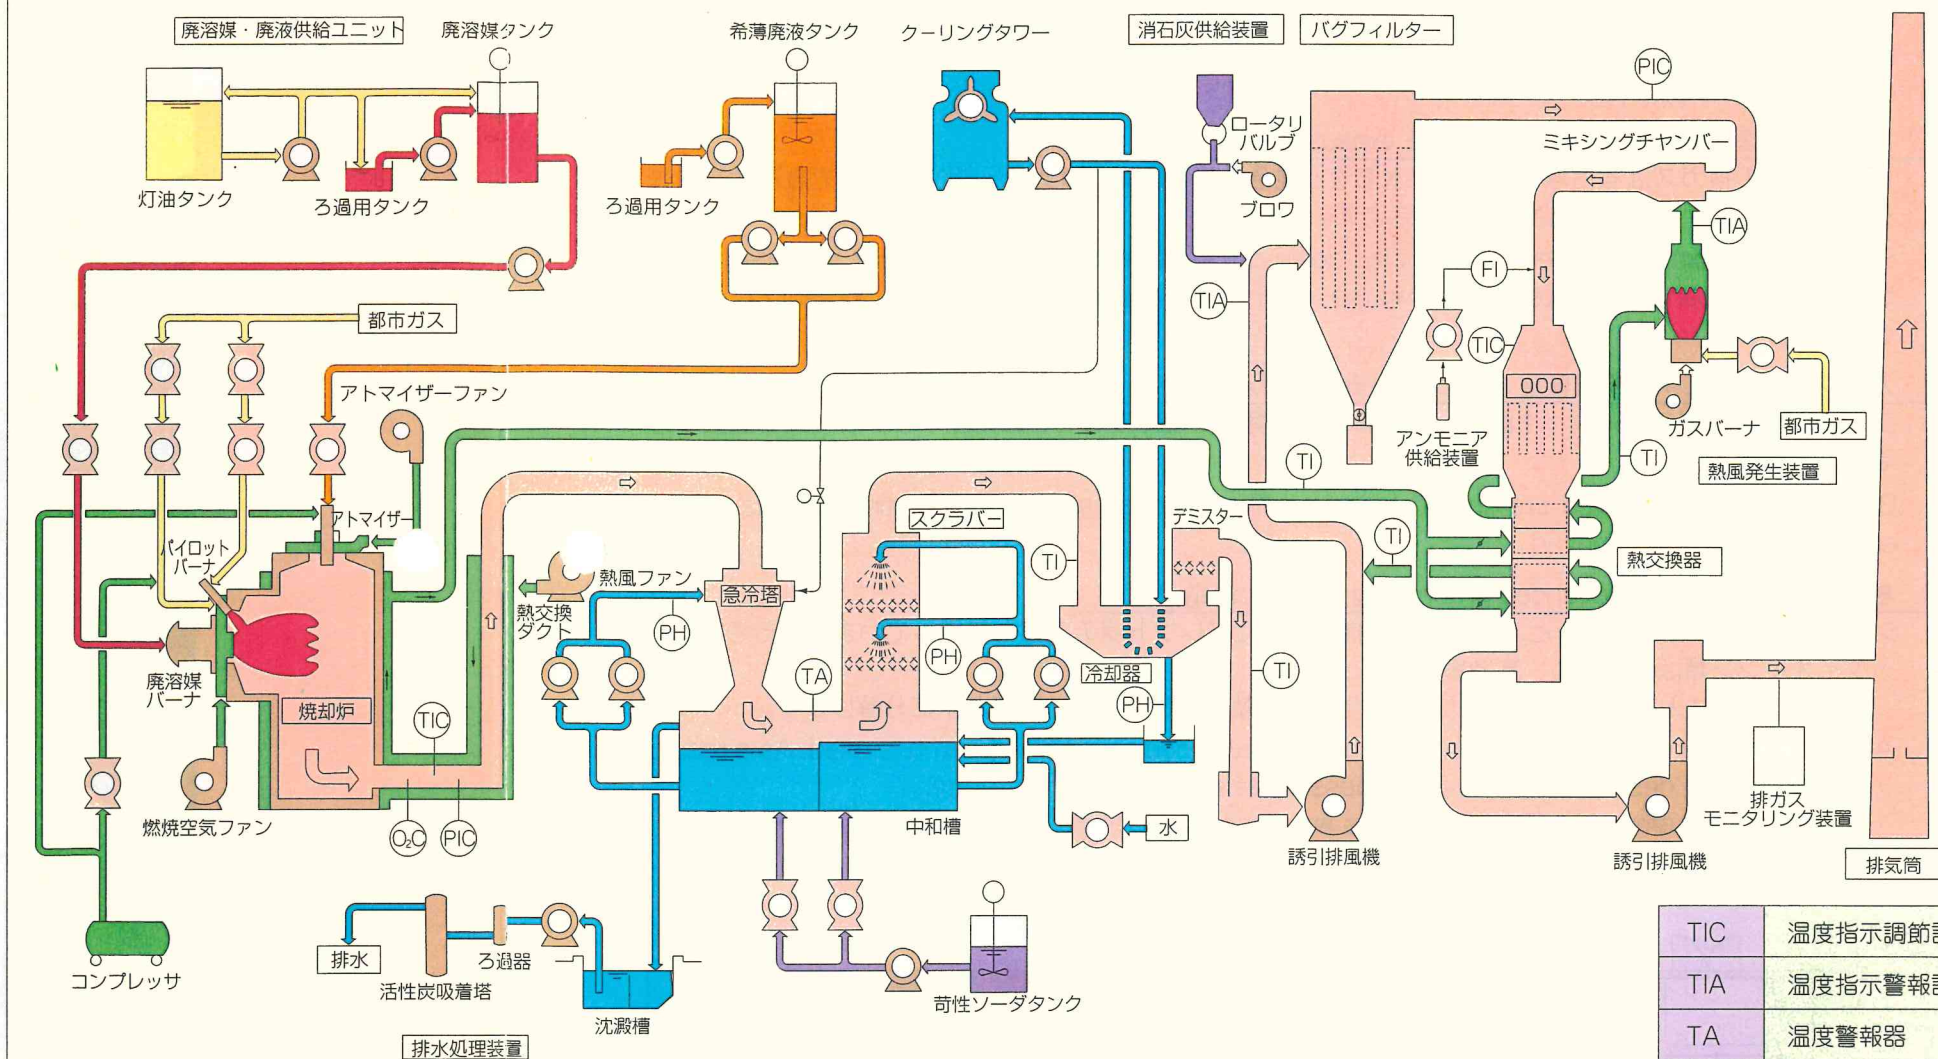 廃溶媒・廃液供給ユニット
廃溶媒タンク
希薄廃液タンク
クーリングタワー
消石灰供給装置
バグフィルター
PIC
灯油タンク
ろ過用タンク
ろ過用タンク
ロータリ
バルブ
ブロワ
ミキシングチヤンバー
TIA
FI
TIA
都市ガス
TIC
000
アトマイザーファン
アンモニア
供給装置
ガスバーナ
都市ガス
TI
TI
熱風発生装置
アトマイザー
スクラバー
デミスター
パイロット
バーナ
TI
TI
熱交換器
熱風ファン
急冷塔
熱交換
ダクト
PH
PH
冷却器
TI
廃溶媒
バーナ
焼却炉
TIC
TA
PH
燃焼空気ファン
O₂C
PIC
中和槽
水
誘引排風機
排ガス
モニタリング装置
誘引排風機
排気筒
コンプレッサ
排水
活性炭吸着塔
ろ過器
沈澱槽
苛性ソーダタンク
排水処理装置
TIC 温度指示調節
TIA 温度指示警報
TA 温度警報器